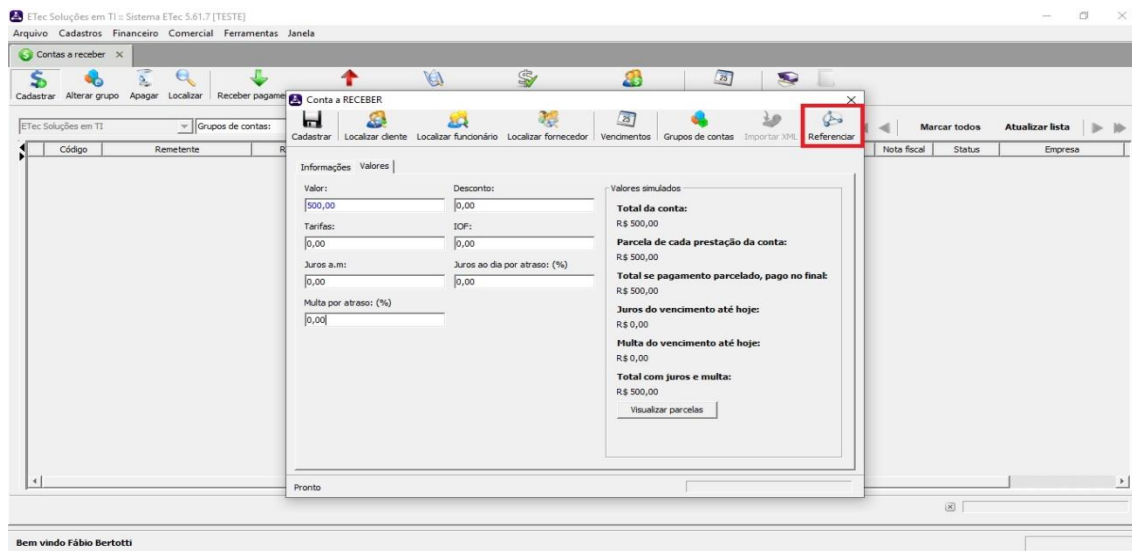 ETec Soluções em TI :: Sistema ETec 5.61.7 [TESTE]
Arquivo Cadastros Financeiro Comercial Ferramentas Janela
Contas a receber
Cadastrar Alterar grupo Apagar Localizar Receber pagame
ETec Soluções em TI Grupos de contas: Marcar todos Atualizar lista
Código Remetente R Nota fiscal Status Empresa
Conta a RECEBER
Cadastrar Localizar cliente Localizar funcionário Localizar fornecedor Vencimentos Grupos de contas Importar XML Referenciar
Informações Valores
Valor: Desconto:
500,00 0,00
Tarifas: IOF:
0,00 0,00
Juros a.m: Juros ao dia por atraso: (%)
0,00 0,00
Multa por atraso: (%)
0,00
Valores simulados
Total da conta:
R$ 500,00
Parcela de cada prestação da conta:
R$ 500,00
Total se pagamento parcelado, pago no final:
R$ 500,00
Juros do vencimento até hoje:
R$ 0,00
Multa do vencimento até hoje:
R$ 0,00
Total com juros e multa:
R$ 500,00
Visualizar parcelas
Pronto
Bem vindo Fábio Bertotti